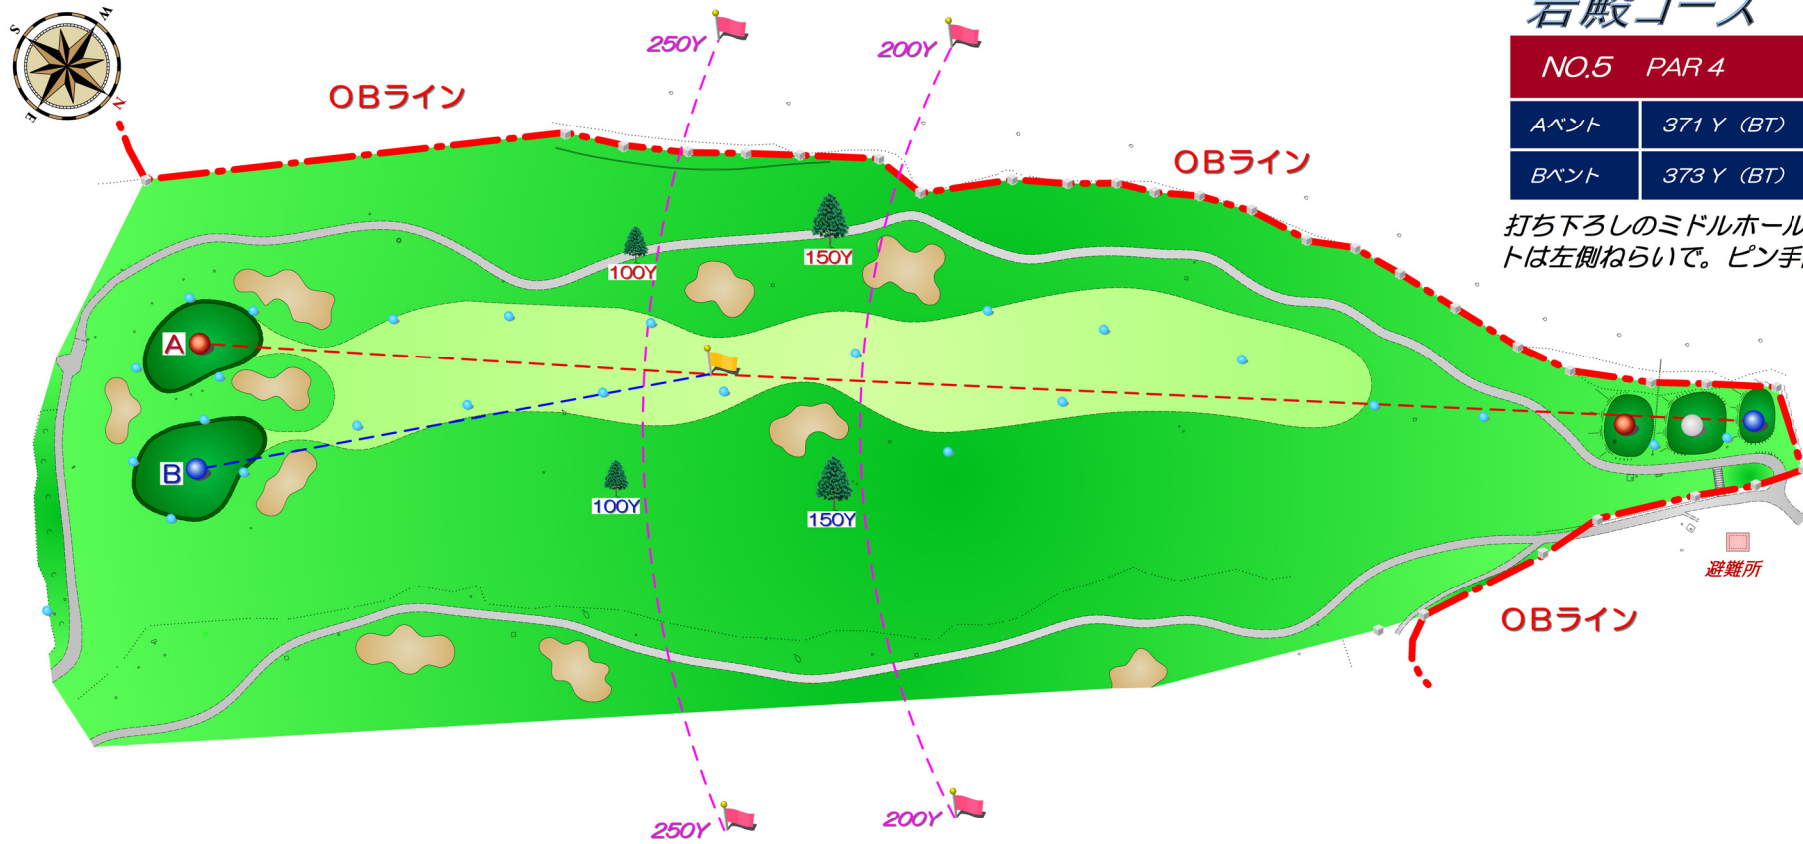 岩殿コース
NO.5 PAR 4
Aベント 371 Y (BT)
Bベント 373 Y (BT)
打ち下ろしのミドルホール
トは左側ねらいで。ピン手
W
S
N
E
250Y
200Y
OBライン
OBライン
100Y
150Y
A
B
100Y
150Y
避難所
OBライン
250Y
200Y